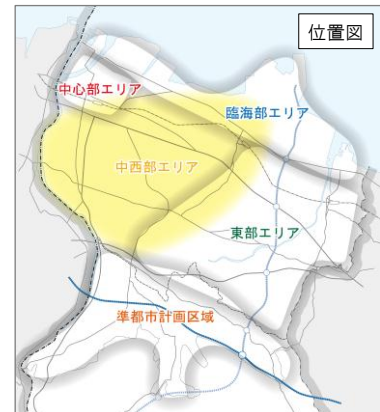 位置図
中心部エリア
臨海部エリア
中西部エリア
東部エリア
準都市計画区域